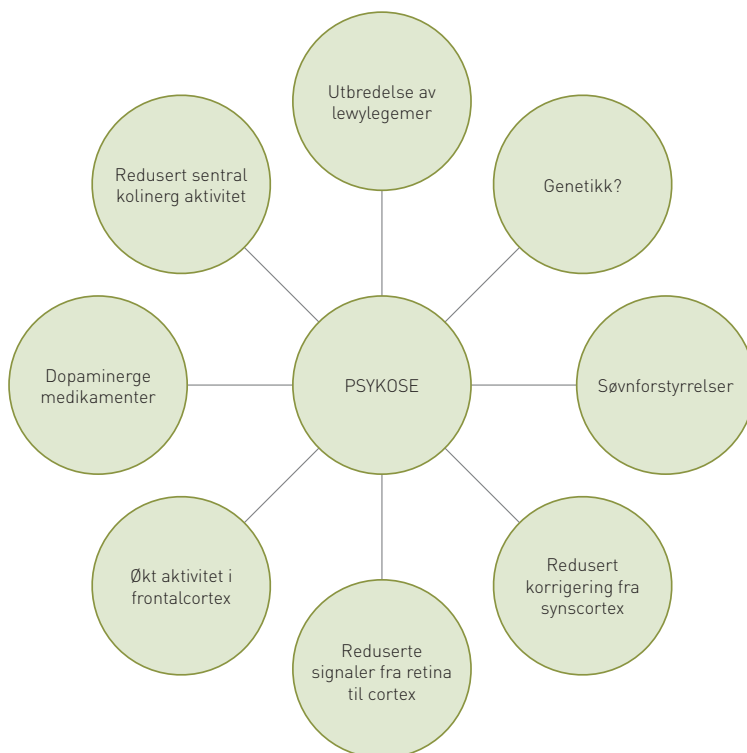 Utbredelse av
lewylegemer
Redusert sentral
kolinerg aktivitet
Genetikk?
Dopaminerge
medikamenter
PSYKOSE
Søvnforstyrrelser
Økt aktivitet i
frontalcortex
Redusert
korrigering fra
synscortex
Reduserte
signaler fra retina
til cortex